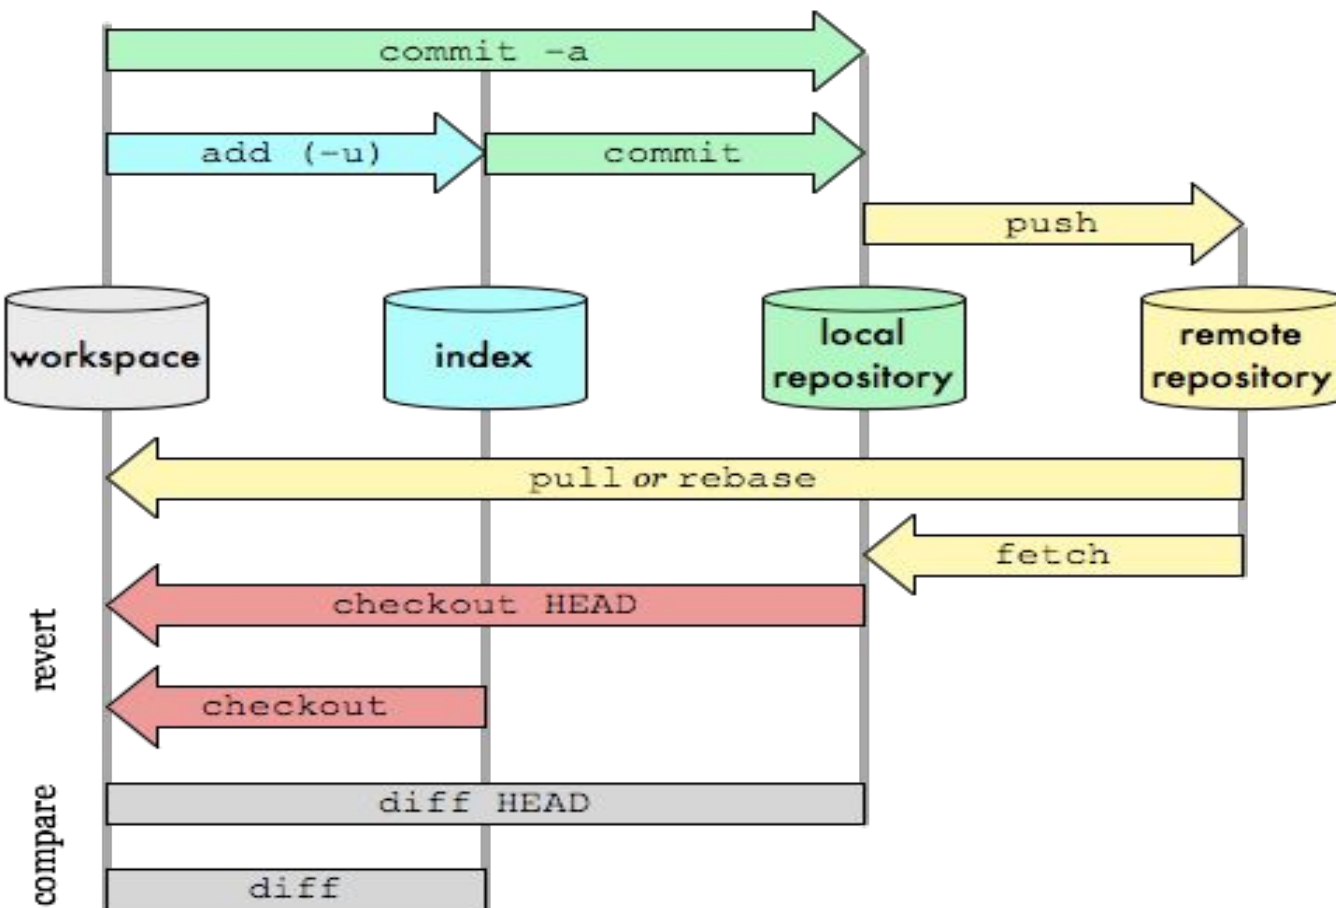 commit -a
add (-u)
commit
push
workspace
index
local
repository
remote
repository
pull or rebase
fetch
revert
checkout HEAD
checkout
compare
diff HEAD
diff